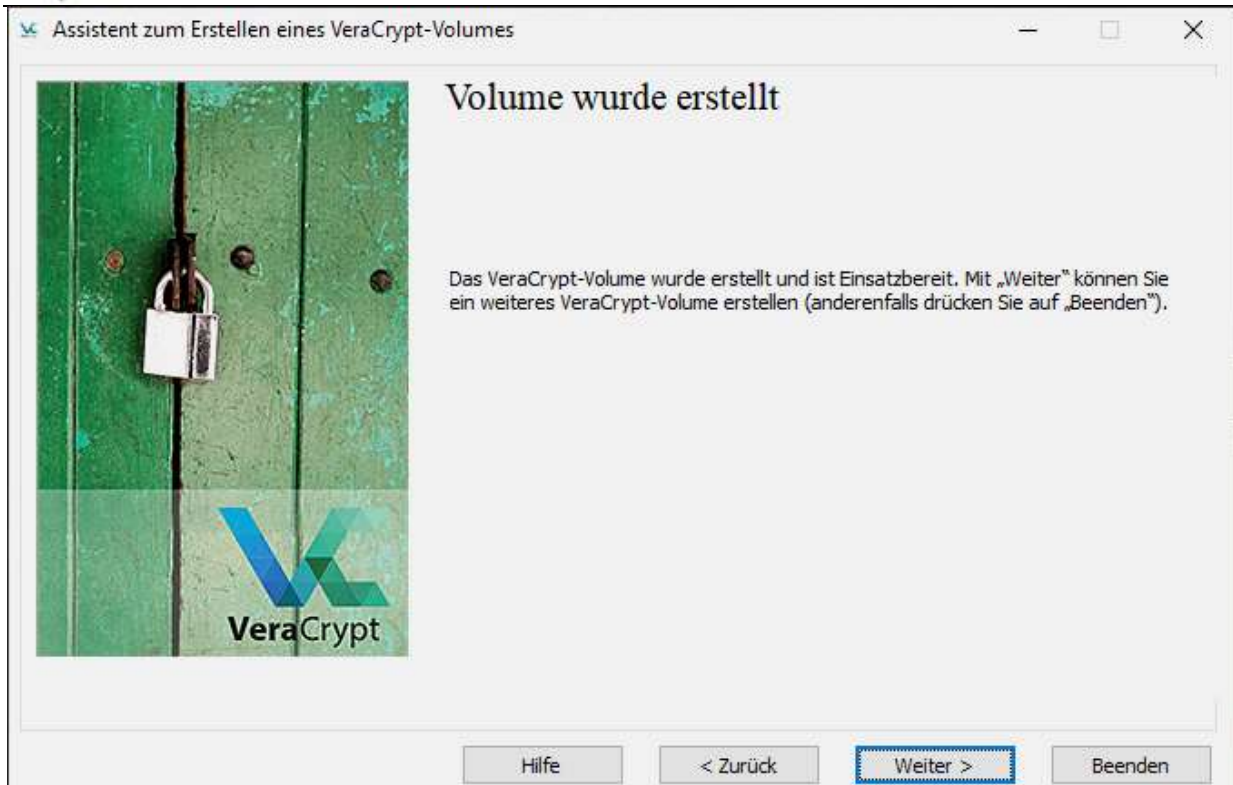 Assistent zum Erstellen eines VeraCrypt-Volumes
Volume wurde erstellt
Das VeraCrypt-Volume wurde erstellt und ist Einsatzbereit. Mit „Weiter“ können Sie
ein weiteres VeraCrypt-Volume erstellen (anderenfalls drücken Sie auf „Beenden“).
VeraCrypt
Hilfe
< Zurück
Weiter >
Beenden